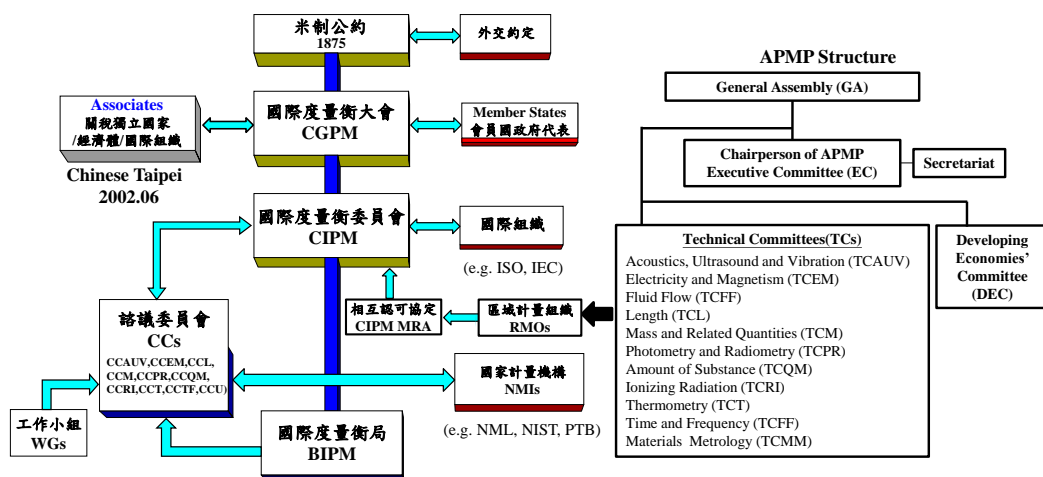 米制公約
1875
外交約定
Associates
關稅獨立國家
/經濟體/國際組織
Chinese Taipei
2002.06
國際度量衡大會
CGPM
Member States
會員國政府代表
國際度量衡委員會
CIPM
國際組織
(e.g. ISO, IEC)
相互認可協定
CIPM MRA
區域計量組織
RMOs
諮議委員會
CCs
CCAUV,CCEM,CCL,
CCM,CCPR,CCQM,
CCRI,CCT,CCTF,CCU)
國家計量機構
NMIs
(e.g. NML, NIST, PTB)
工作小組
WGs
國際度量衡局
BIPM
APMP Structure
General Assembly (GA)
Chairperson of APMP
Executive Committee (EC)
Secretariat
Technical Committees(TCs)
Acoustics, Ultrasound and Vibration (TCAUV)
Electricity and Magnetism (TCEM)
Fluid Flow (TCFF)
Length (TCL)
Mass and Related Quantities (TCM)
Photometry and Radiometry (TCPR)
Amount of Substance (TCQM)
Ionizing Radiation (TCRI)
Thermometry (TCT)
Time and Frequency (TCFF)
Materials Metrology (TCMM)
Developing
Economies'
Committee
(DEC)